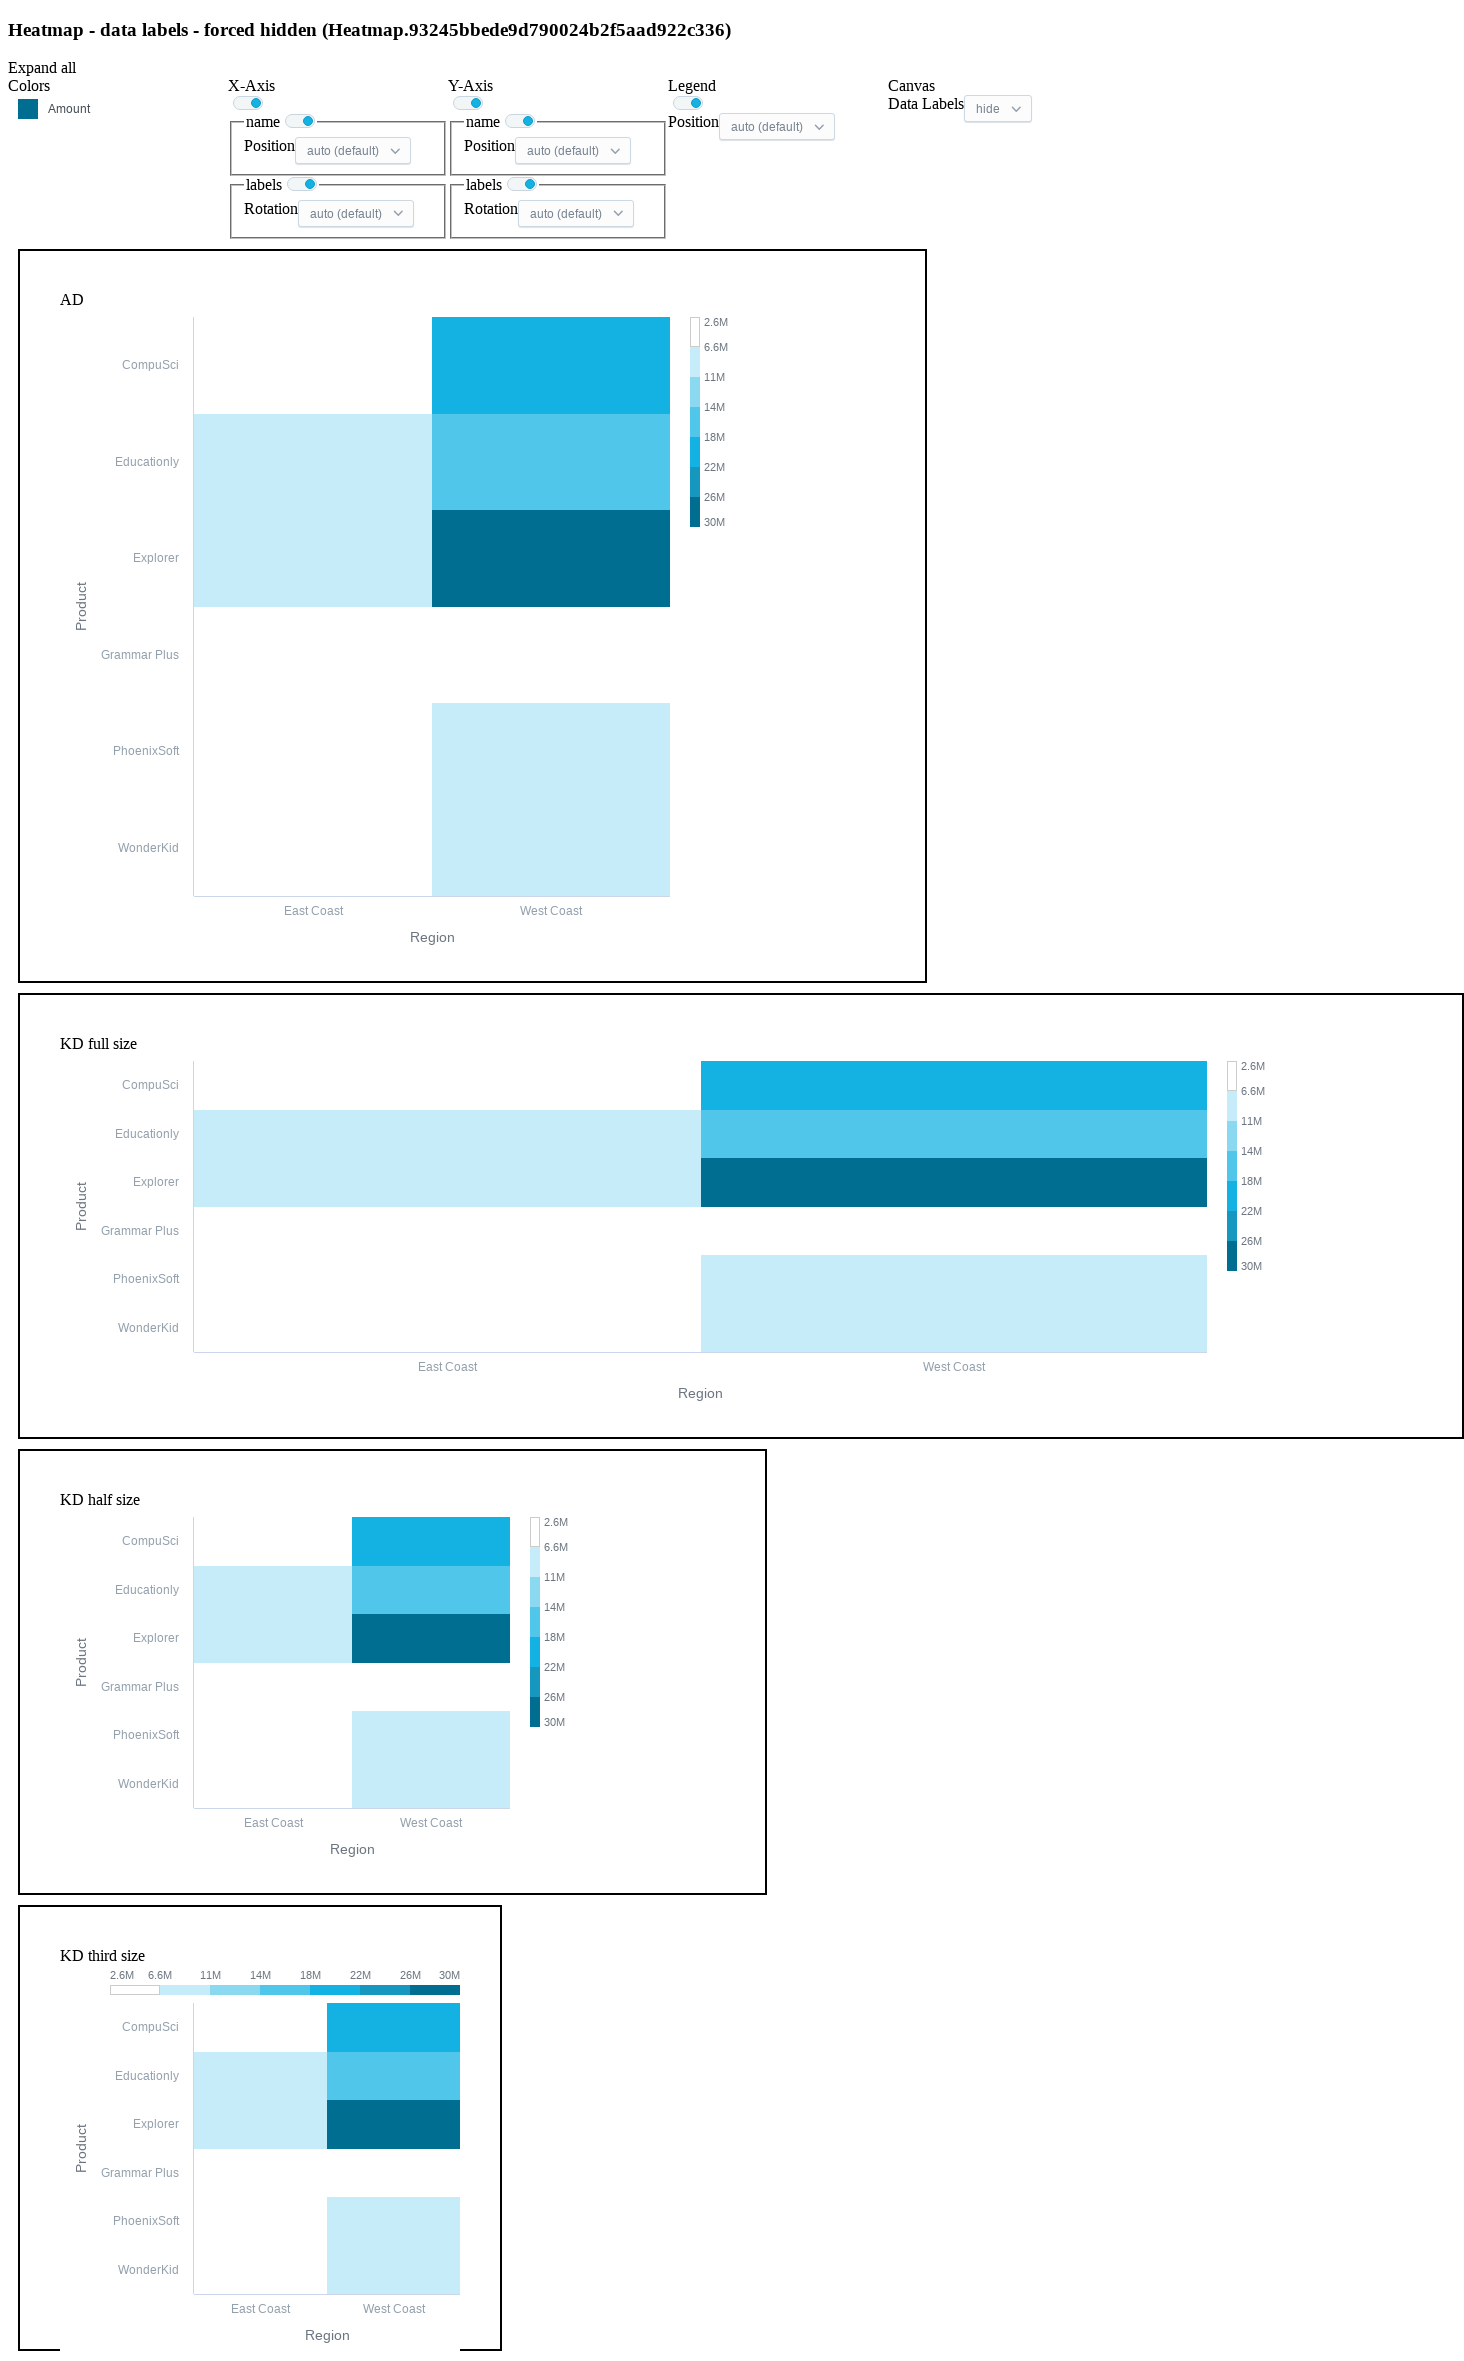 Heatmap - data labels - forced hidden (Heatmap.93245bbede9d790024b2f5aad922c336)
Expand all
Colors
Amount
X-Axis
name
Position auto (default)
labels
Rotation auto (default)
Y-Axis
name
Position auto (default)
labels
Rotation auto (default)
Legend
Position auto (default)
Canvas
Data Labels hide
AD
CompuSci
Educationly
Explorer
Grammar Plus
PhoenixSoft
WonderKid
Product
East Coast West Coast
Region
2.6M
6.6M
11M
14M
18M
22M
26M
30M
KD full size
CompuSci
Educationly
Explorer
Grammar Plus
PhoenixSoft
WonderKid
Product
East Coast West Coast
Region
2.6M
6.6M
11M
14M
18M
22M
26M
30M
KD half size
CompuSci
Educationly
Explorer
Grammar Plus
PhoenixSoft
WonderKid
Product
East Coast West Coast
Region
2.6M
6.6M
11M
14M
18M
22M
26M
30M
KD third size
2.6M 6.6M 11M 14M 18M 22M 26M 30M
CompuSci
Educationly
Explorer
Grammar Plus
PhoenixSoft
WonderKid
Product
East Coast West Coast
Region